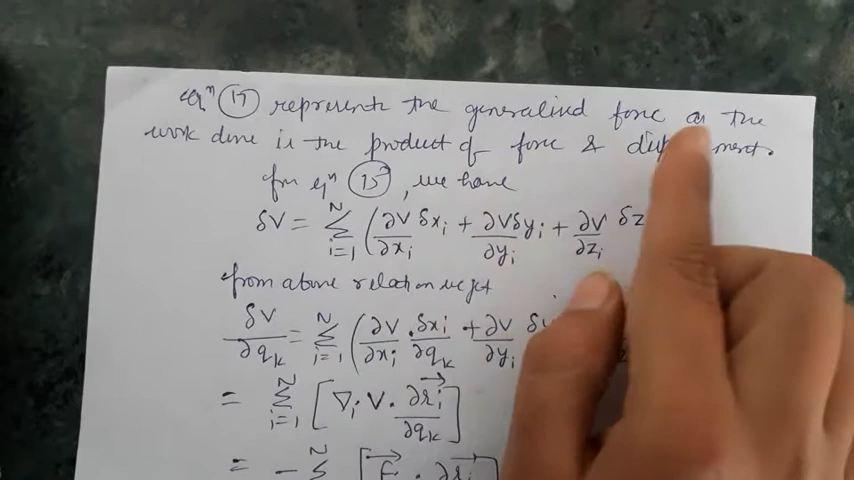 eqⁿ (17) represents the generalised force as the
work done is the product of force &
for eqⁿ (15), we have
δV = Σ_{i=1}^{N} (∂V/∂x_i δx_i + ∂V/∂y_i δy_i + ∂V/∂z_i δz
from above relation we get
δV/∂q_k = Σ_{i=1}^{N} (∂V/∂x_i · δx_i/∂q_k + ∂V/∂y_i
= Σ_{i=1}^{N} [∇_i V · ∂r⃗_i/∂q_k]
= - Σ^{N} [F⃗ · ∂r⃗_i]